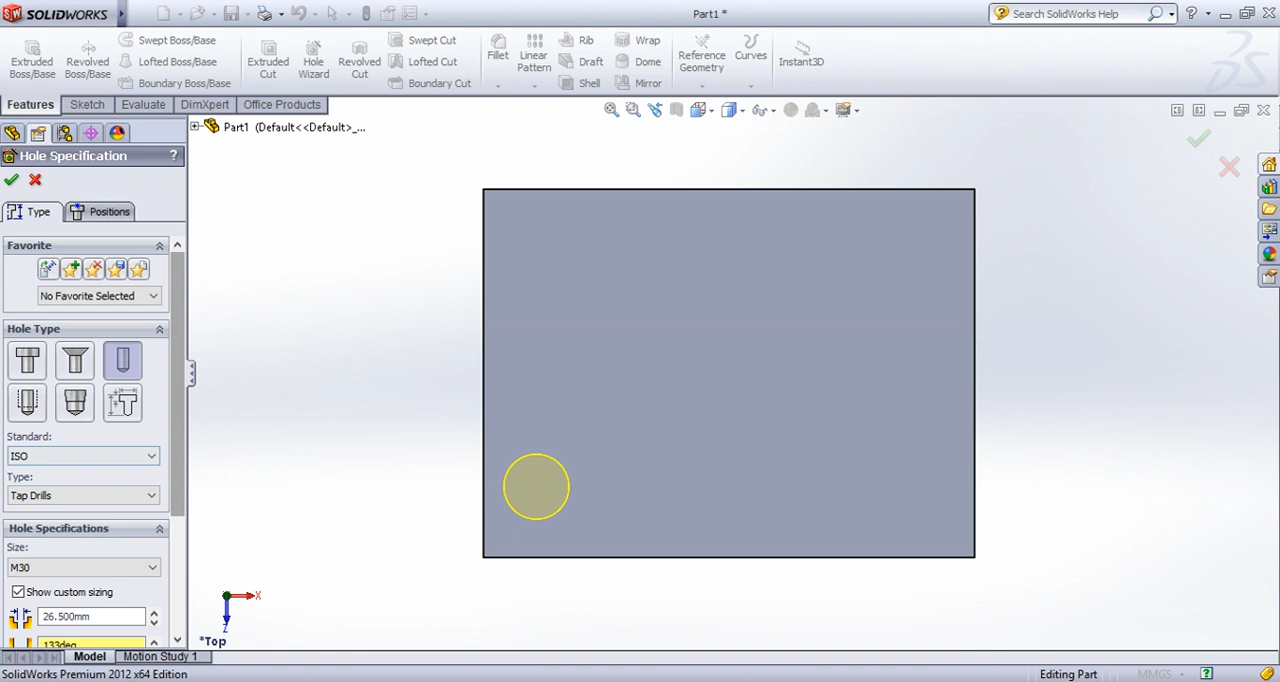 SW SOLIDWORKS
Part1 *
Search SolidWorks Help
Extruded Boss/Base
Revolved Boss/Base
Swept Boss/Base
Lofted Boss/Base
Boundary Boss/Base
Extruded Cut
Hole Wizard
Revolved Cut
Swept Cut
Lofted Cut
Boundary Cut
Fillet
Linear Pattern
Rib
Draft
Shell
Wrap
Dome
Mirror
Reference Geometry
Curves
Instant3D
Features Sketch Evaluate DimXpert Office Products
Part1 (Default<<Default>_...
Hole Specification ?
Type Positions
Favorite
No Favorite Selected
Hole Type
Standard:
ISO
Type:
Tap Drills
Hole Specifications
Size:
M30
Show custom sizing
26.500mm
133deg
X
Z
*Top
Model Motion Study 1
SolidWorks Premium 2012 x64 Edition
Editing Part
MMGS